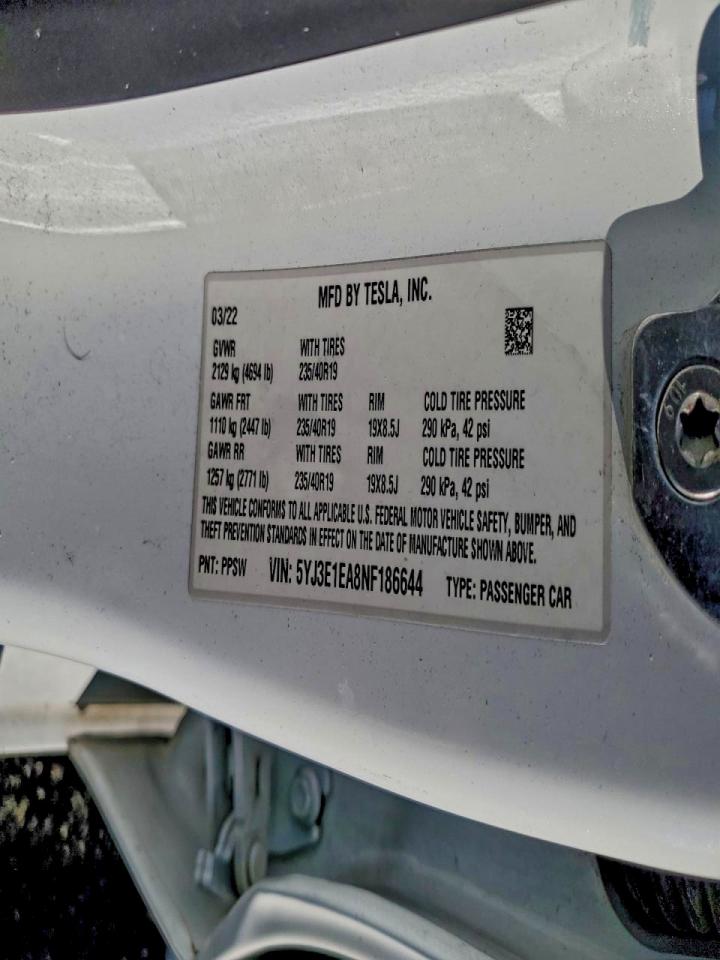 MFD BY TESLA, INC.
03/22
GVWR WITH TIRES
2129 kg (4694 lb) 235/40R19
GAWR FRT WITH TIRES RIM COLD TIRE PRESSURE
1110 kg (2447 lb) 235/40R19 19X8.5J 290 kPa, 42 psi
GAWR RR WITH TIRES RIM COLD TIRE PRESSURE
1257 kg (2771 lb) 235/40R19 19X8.5J 290 kPa, 42 psi
THIS VEHICLE CONFORMS TO ALL APPLICABLE U.S. FEDERAL MOTOR VEHICLE SAFETY, BUMPER, AND
THEFT PREVENTION STANDARDS IN EFFECT ON THE DATE OF MANUFACTURE SHOWN ABOVE.
PNT: PPSW VIN: 5YJ3E1EA8NF186644 TYPE: PASSENGER CAR
10.9